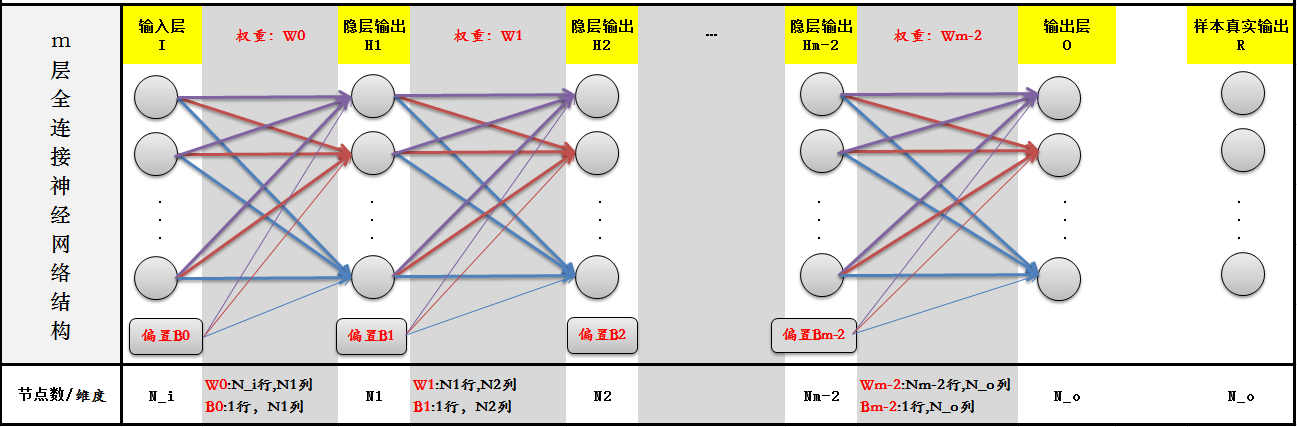 m层全连接神经网络结构
输入层
I
权重：W0
隐层输出
H1
权重：W1
隐层输出
H2
...
隐层输出
Hm-2
权重：Wm-2
输出层
O
样本真实输出
R
偏置B0
偏置B1
偏置B2
偏置Bm-2
节点数/维度
N_i
W0:N_i行,N1列
B0:1行，N1列
N1
W1:N1行,N2列
B1:1行，N2列
N2
Nm-2
Wm-2:Nm-2行,N_o列
Bm-2:1行,N_o列
N_o
N_o